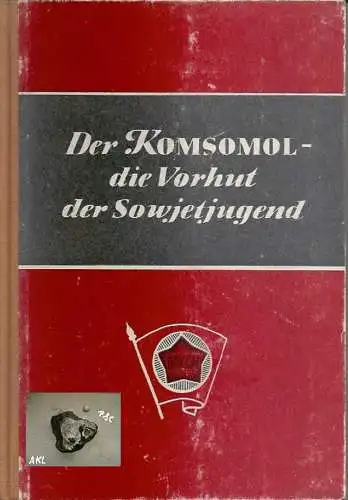 Der KOMSOMOL -
die Vorhut
der Sowjetjugend
AKL